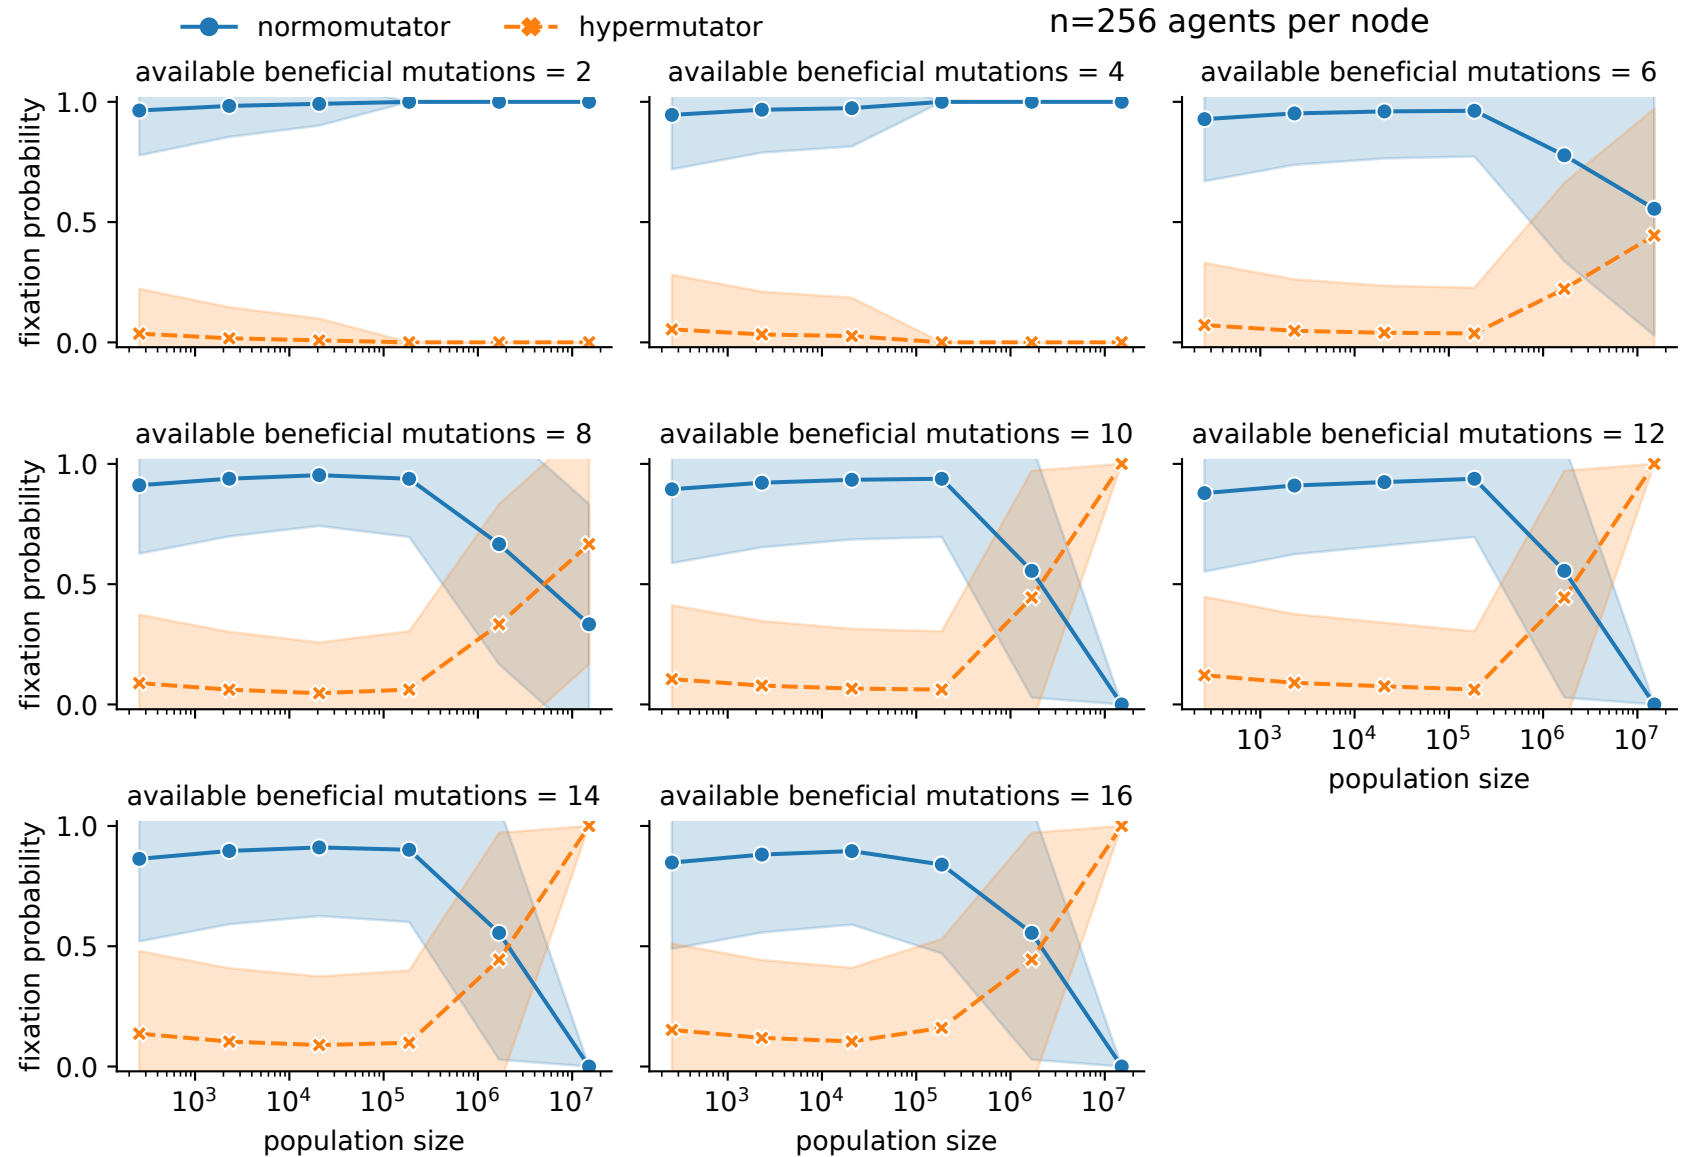 normomutator hypermutator n=256 agents per node
available beneficial mutations = 2 available beneficial mutations = 4 available beneficial mutations = 6
fixation probability
1.0
0.5
0.0
available beneficial mutations = 8 available beneficial mutations = 10 available beneficial mutations = 12
fixation probability
1.0
0.5
0.0
10³ 10⁴ 10⁵ 10⁶ 10⁷
population size
available beneficial mutations = 14 available beneficial mutations = 16
fixation probability
1.0
0.5
0.0
10³ 10⁴ 10⁵ 10⁶ 10⁷ 10³ 10⁴ 10⁵ 10⁶ 10⁷
population size population size